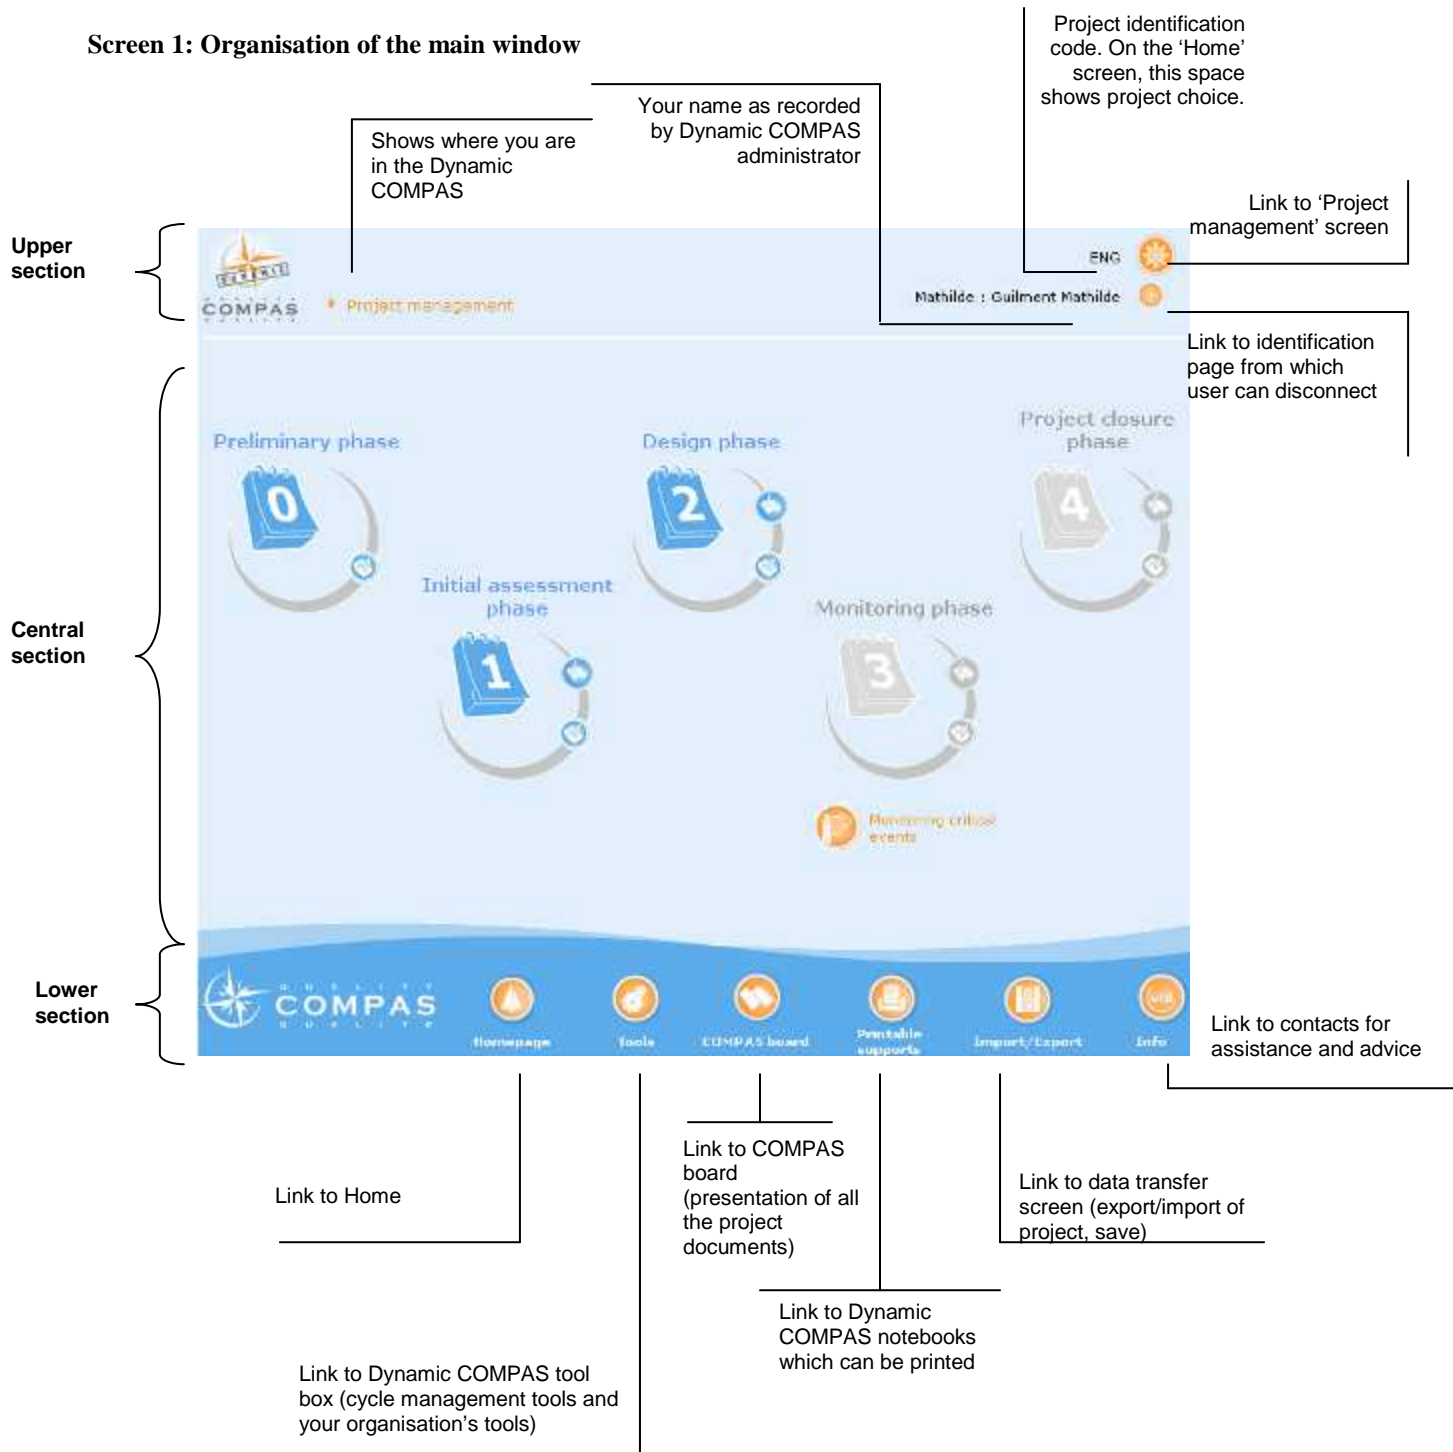 Screen 1: Organisation of the main window
Project identification
code. On the ‘Home’
screen, this space
shows project choice.
Your name as recorded
by Dynamic COMPAS
administrator
Shows where you are
in the Dynamic
COMPAS
Link to ‘Project
management’ screen
Upper
section
ENG
COMPAS
Project management
Mathilde : Guilment Mathilde
Link to identification
page from which
user can disconnect
Preliminary phase
0
Design phase
2
Project closure
phase
4
Initial assessment
phase
1
Monitoring phase
3
Central
section
Monitoring critical
events
Lower
section
QUALITY
COMPAS
QUALITE
Homepage
Tools
COMPAS board
Printable
supports
Import/Export
Info
Link to contacts for
assistance and advice
Link to Home
Link to COMPAS
board
(presentation of all
the project
documents)
Link to data transfer
screen (export/import of
project, save)
Link to Dynamic
COMPAS notebooks
which can be printed
Link to Dynamic COMPAS tool
box (cycle management tools and
your organisation’s tools)